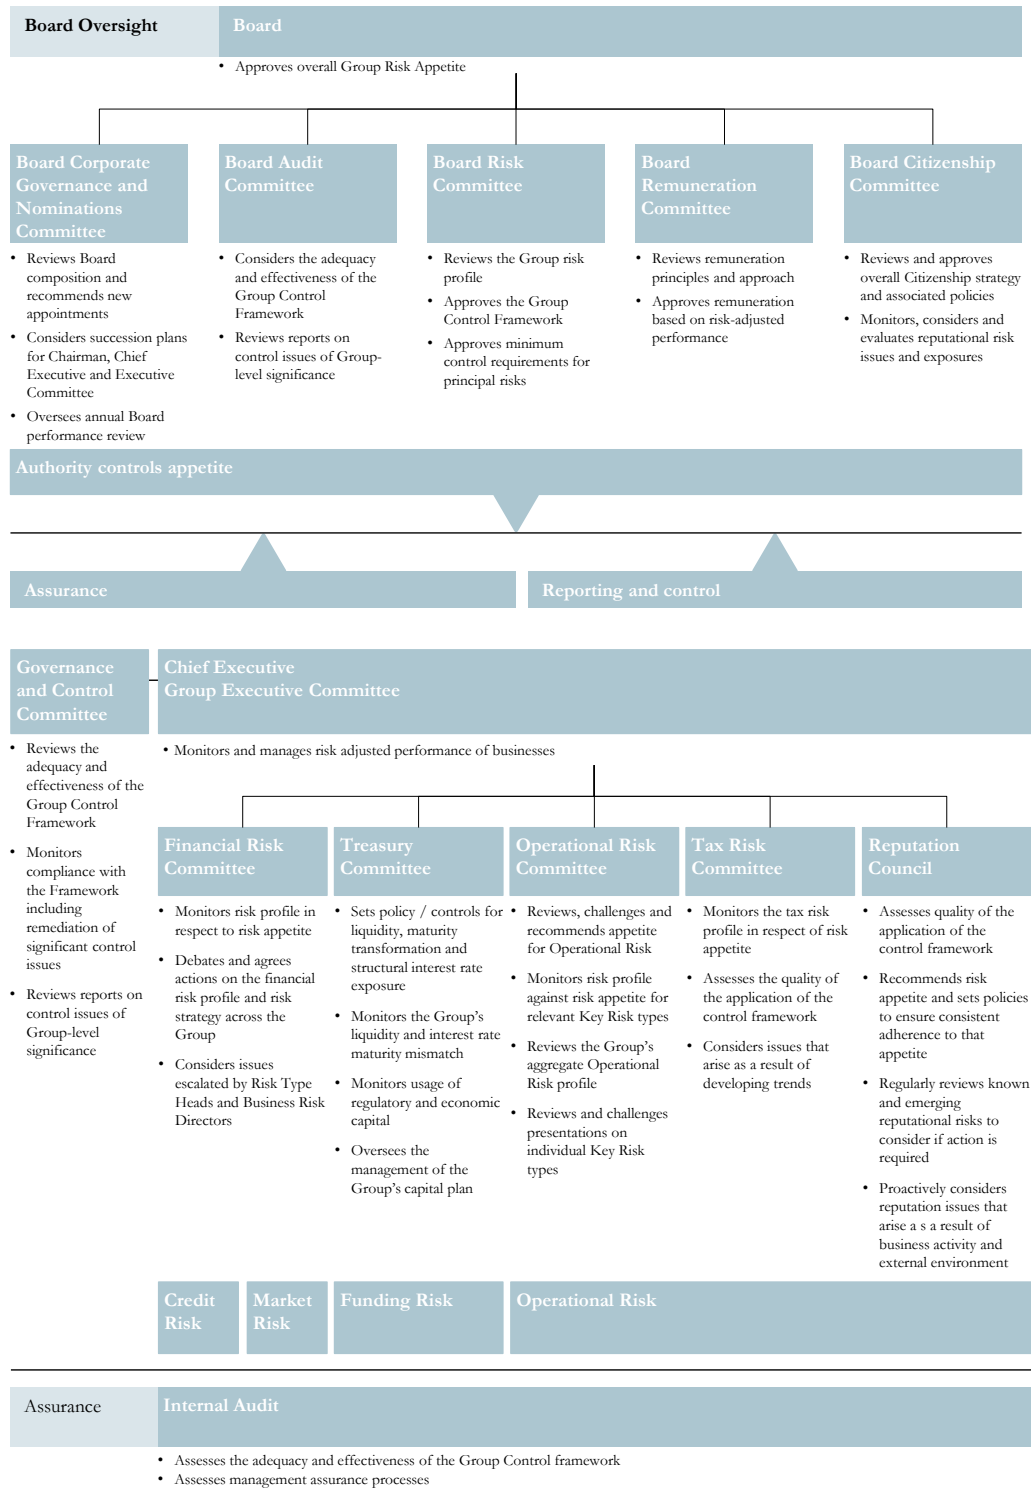 Board Oversight
Board
• Approves overall Group Risk Appetite
Board Corporate
Governance and
Nominations
Committee
• Reviews Board
composition and
recommends new
appointments
• Considers succession plans
for Chairman, Chief
Executive and Executive
Committee
• Oversees annual Board
performance review
Board Audit
Committee
• Considers the adequacy
and effectiveness of the
Group Control
Framework
• Reviews reports on
control issues of Group-
level significance
Board Risk
Committee
• Reviews the Group risk
profile
• Approves the Group
Control Framework
• Approves minimum
control requirements for
principal risks
Board
Remuneration
Committee
• Reviews remuneration
principles and approach
• Approves remuneration
based on risk-adjusted
performance
Board Citizenship
Committee
• Reviews and approves
overall Citizenship strategy
and associated policies
• Monitors, considers and
evaluates reputational risk
issues and exposures
Authority controls appetite
Assurance
Reporting and control
Governance
and Control
Committee
• Reviews the
adequacy and
effectiveness of the
Group Control
Framework
• Monitors
compliance with
the Framework
including
remediation of
significant control
issues
• Reviews reports on
control issues of
Group-level
significance
Chief Executive
Group Executive Committee
• Monitors and manages risk adjusted performance of businesses
Financial Risk
Committee
• Monitors risk profile in
respect to risk appetite
• Debates and agrees
actions on the financial
risk profile and risk
strategy across the
Group
• Considers issues
escalated by Risk Type
Heads and Business Risk
Directors
Treasury
Committee
• Sets policy / controls for
liquidity, maturity
transformation and
structural interest rate
exposure
• Monitors the Group's
liquidity and interest rate
maturity mismatch
• Monitors usage of
regulatory and economic
capital
• Oversees the
management of the
Group's capital plan
Operational Risk
Committee
• Reviews, challenges and
recommends appetite
for Operational Risk
• Monitors risk profile
against risk appetite for
relevant Key Risk types
• Reviews the Group's
aggregate Operational
Risk profile
• Reviews and challenges
presentations on
individual Key Risk
types
Tax Risk
Committee
• Monitors the tax risk
profile in respect of risk
appetite
• Assesses the quality of
the application of the
control framework
• Considers issues that
arise as a result of
developing trends
Reputation
Council
• Assesses quality of the
application of the
control framework
• Recommends risk
appetite and sets policies
to ensure consistent
adherence to that
appetite
• Regularly reviews known
and emerging
reputational risks to
consider if action is
required
• Proactively considers
reputation issues that
arise a s a result of
business activity and
external environment
Credit
Risk
Market
Risk
Funding Risk
Operational Risk
Assurance
Internal Audit
• Assesses the adequacy and effectiveness of the Group Control framework
• Assesses management assurance processes